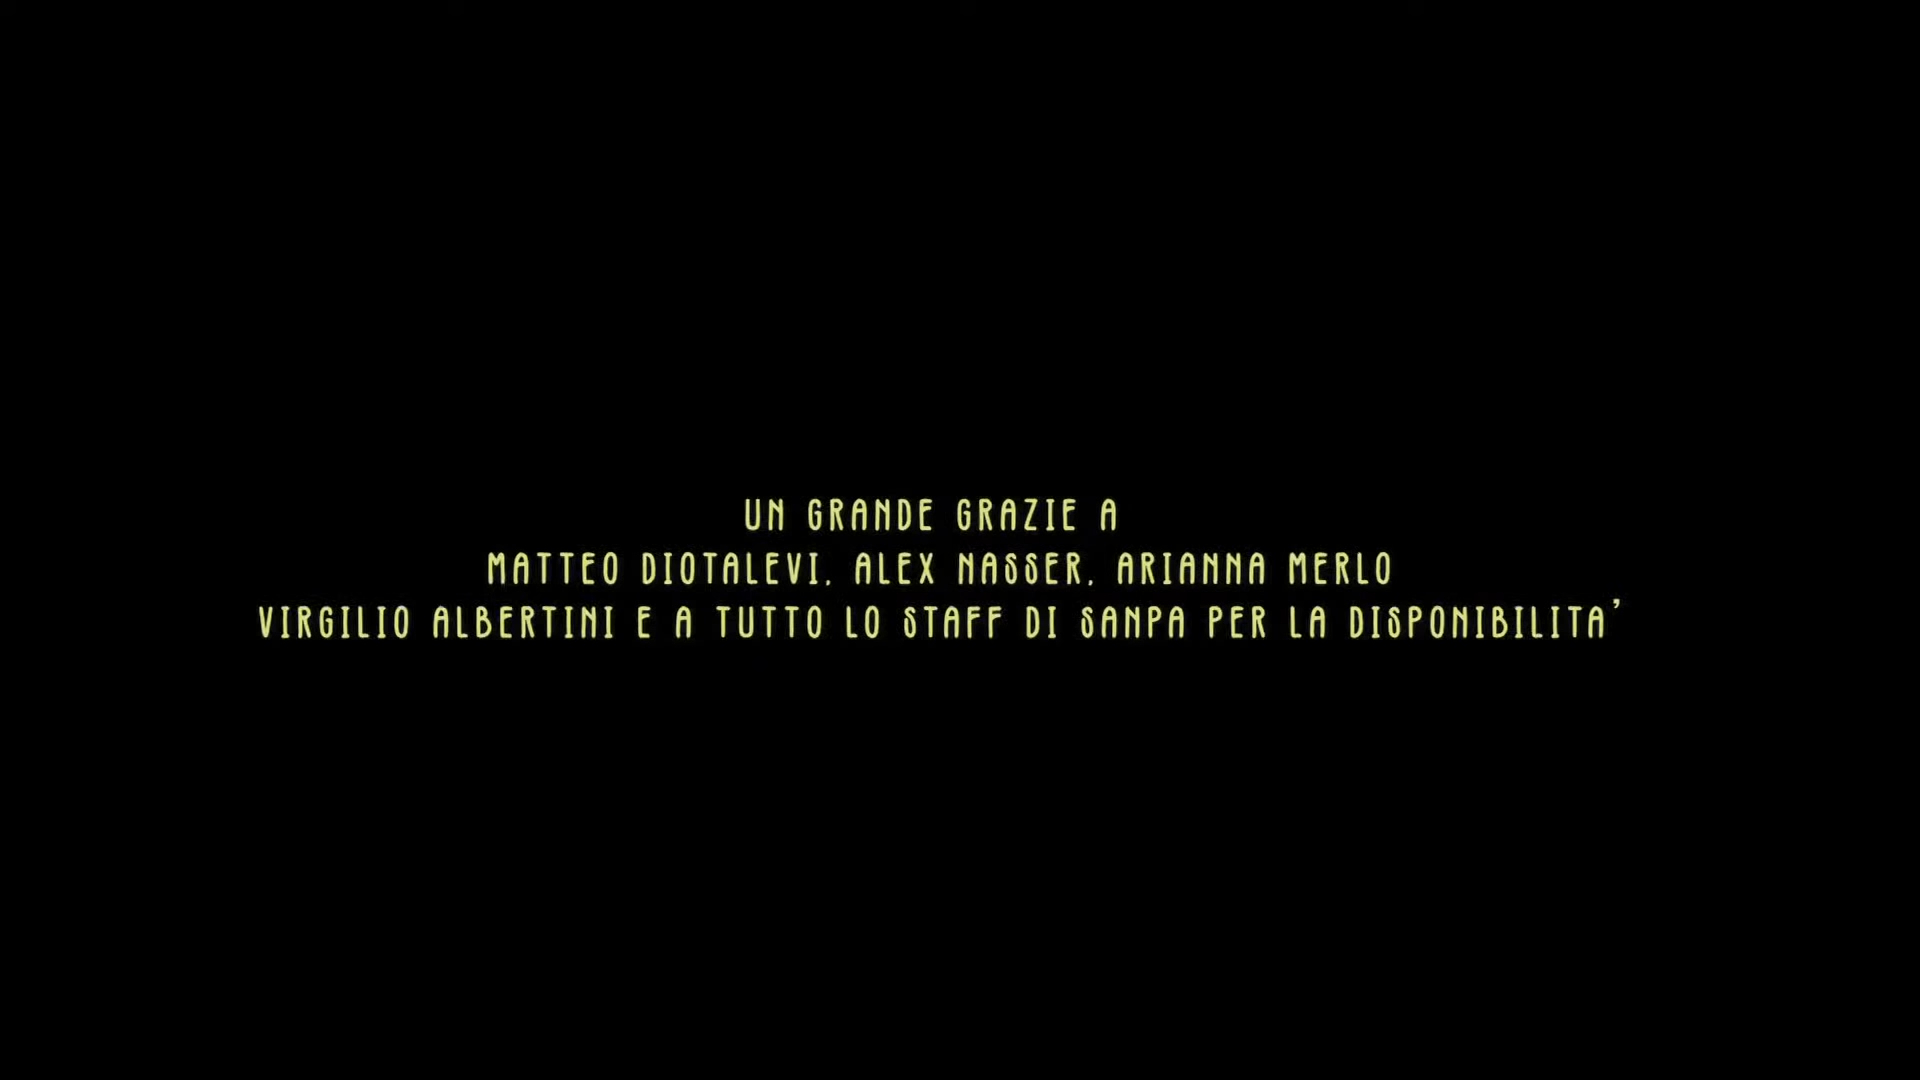 UN GRANDE GRAZIE A
MATTEO DIOTALEVI, ALEX NASSER, ARIANNA MERLO
VIRGILIO ALBERTINI E A TUTTO LO STAFF DI SANPA PER LA DISPONIBILITA'